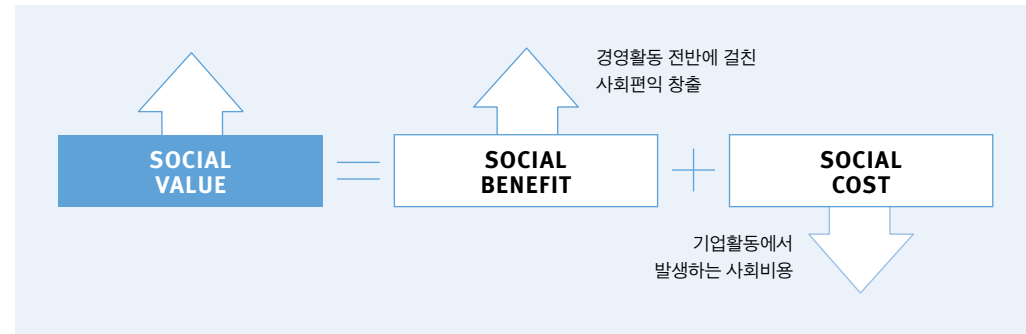 경영활동 전반에 걸친
사회편익 창출
SOCIAL
VALUE
=
SOCIAL
BENEFIT
+
SOCIAL
COST
기업활동에서
발생하는 사회비용